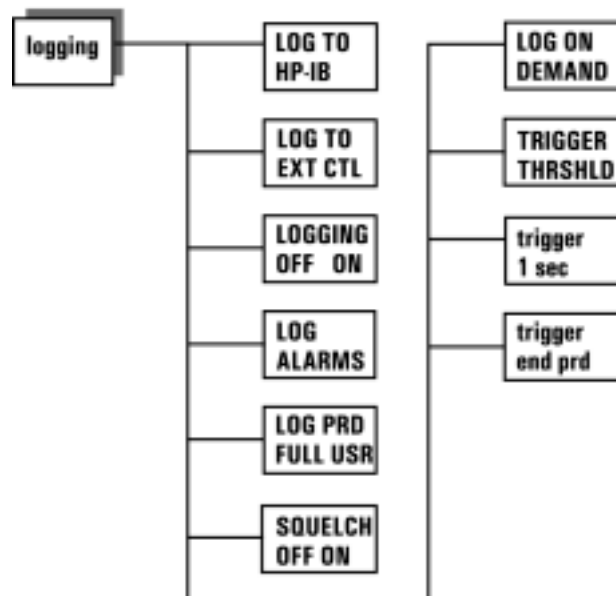 logging
LOG TO
HP-IB
LOG TO
EXT CTL
LOGGING
OFF ON
LOG
ALARMS
LOG PRD
FULL USR
SQUELCH
OFF ON
LOG ON
DEMAND
TRIGGER
THRSHLD
trigger
1 sec
trigger
end prd